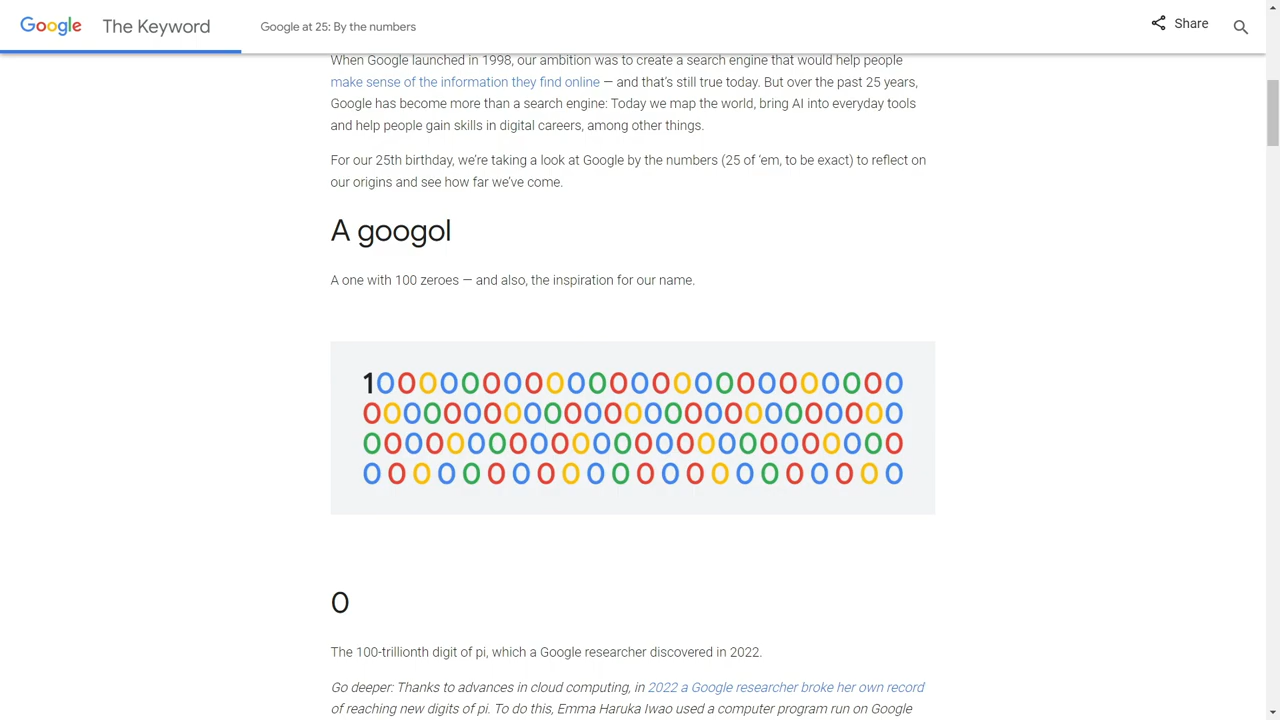 Google The Keyword Google at 25: By the numbers Share
When Google launched in 1998, our ambition was to create a search engine that would help people
make sense of the information they find online — and that's still true today. But over the past 25 years,
Google has become more than a search engine: Today we map the world, bring AI into everyday tools
and help people gain skills in digital careers, among other things.
For our 25th birthday, we're taking a look at Google by the numbers (25 of 'em, to be exact) to reflect on
our origins and see how far we've come.
A googol
A one with 100 zeroes — and also, the inspiration for our name.
10000000000000000000000000
000000000000000000000000000
00000000000000000000000000
0000000000000000000000
0
The 100-trillionth digit of pi, which a Google researcher discovered in 2022.
Go deeper: Thanks to advances in cloud computing, in 2022 a Google researcher broke her own record
of reaching new digits of pi. To do this, Emma Haruka Iwao used a computer program run on Google